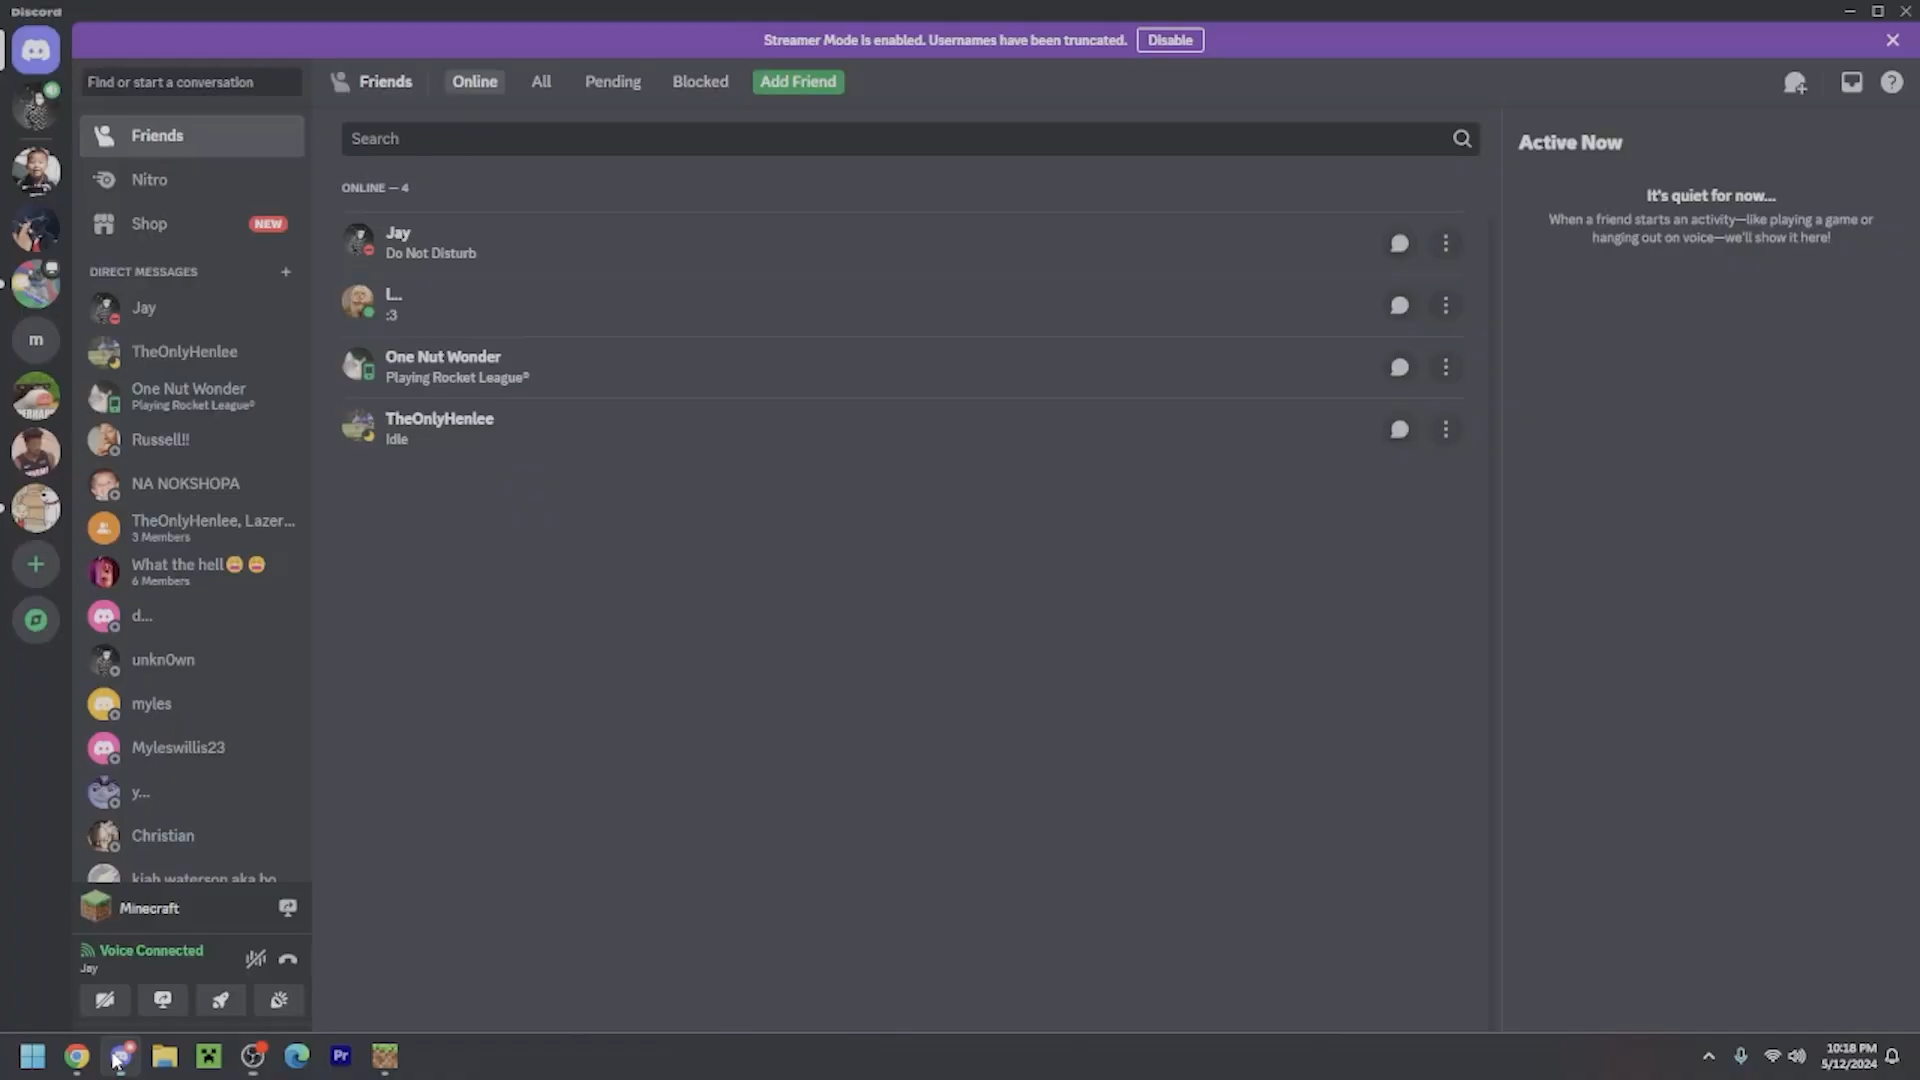 Discord
Streamer Mode is enabled. Usernames have been truncated. Disable
Find or start a conversation
Friends Online All Pending Blocked Add Friend
Friends
Nitro
Shop NEW
DIRECT MESSAGES
Jay
TheOnlyHenlee
One Nut Wonder
Playing Rocket League®
Russell!!
NA NOKSHOPA
TheOnlyHenlee, Lazer...
3 Members
What the hell😩 😩
6 Members
d...
unkn0wn
myles
Myleswillis23
y...
Christian
kiah waterson aka bo
Minecraft
Voice Connected
Jay
Search
ONLINE — 4
Jay
Do Not Disturb
L...
:3
One Nut Wonder
Playing Rocket League®
TheOnlyHenlee
Idle
Active Now
It's quiet for now...
When a friend starts an activity—like playing a game or
hanging out on voice—we'll show it here!
m
Pr
10:18 PM
5/12/2024